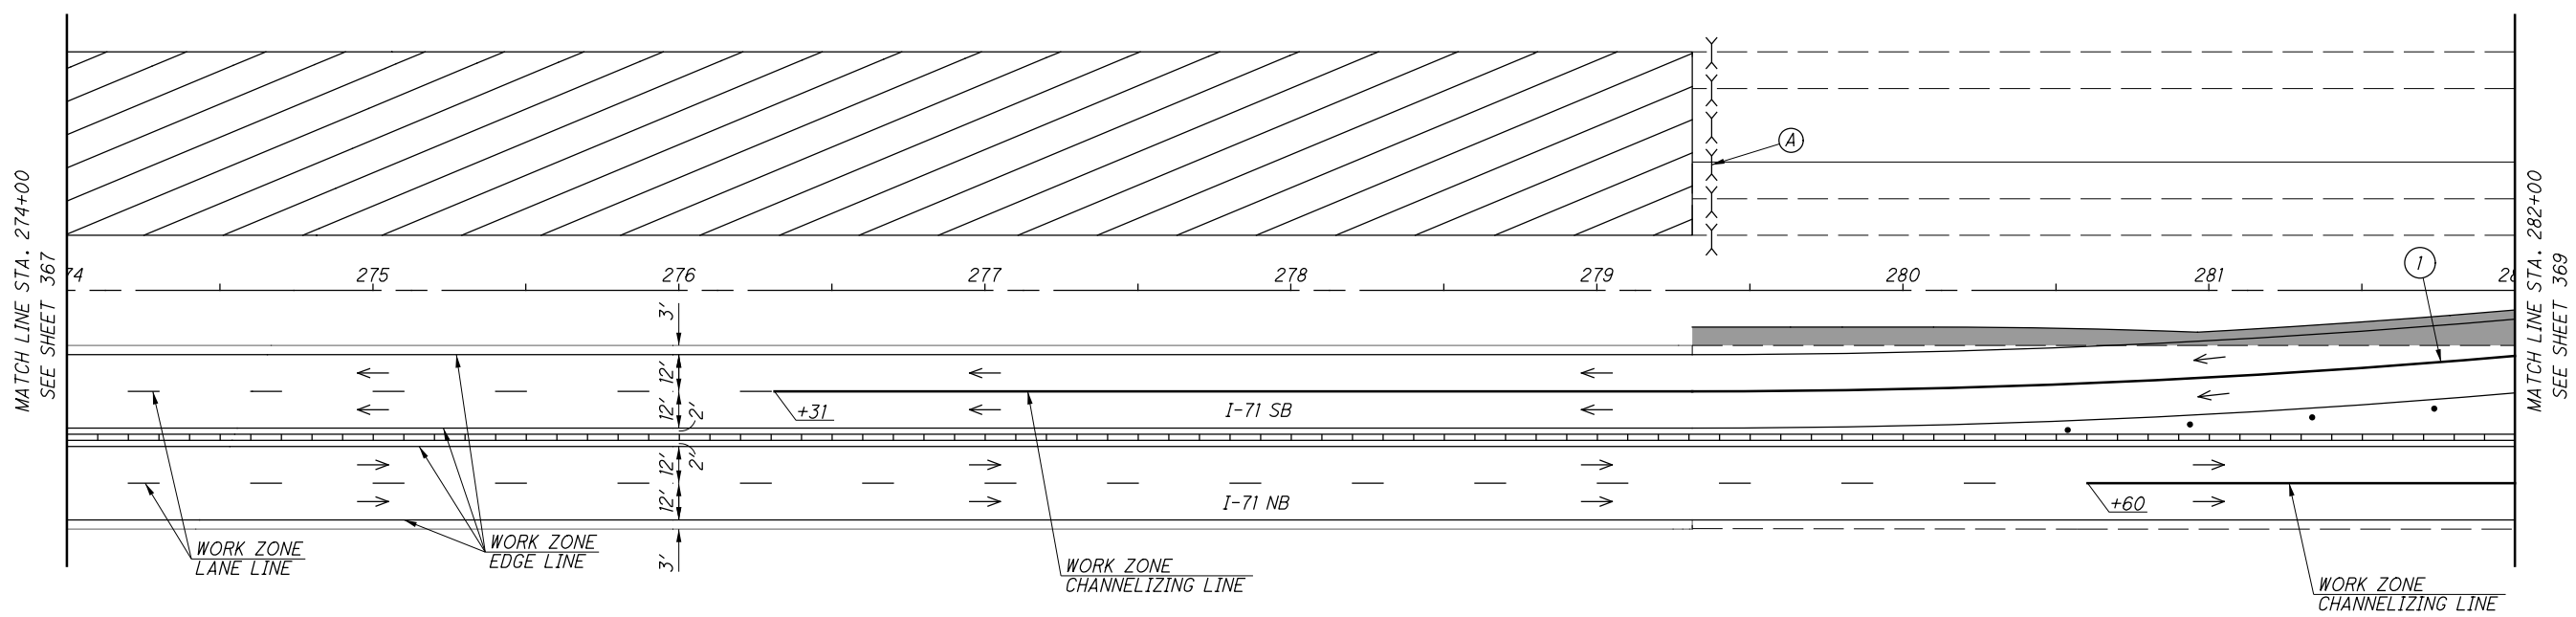 MATCH LINE STA. 274+00
SEE SHEET 367
A
74 275 276 277 278 279 280 281 28
1
3'
12'
12'
2'
+31
I-71 SB
2'
12'
12'
I-71 NB
+60
3'
WORK ZONE
LANE LINE
WORK ZONE
EDGE LINE
WORK ZONE
CHANNELIZING LINE
WORK ZONE
CHANNELIZING LINE
MATCH LINE STA. 282+00
SEE SHEET 369